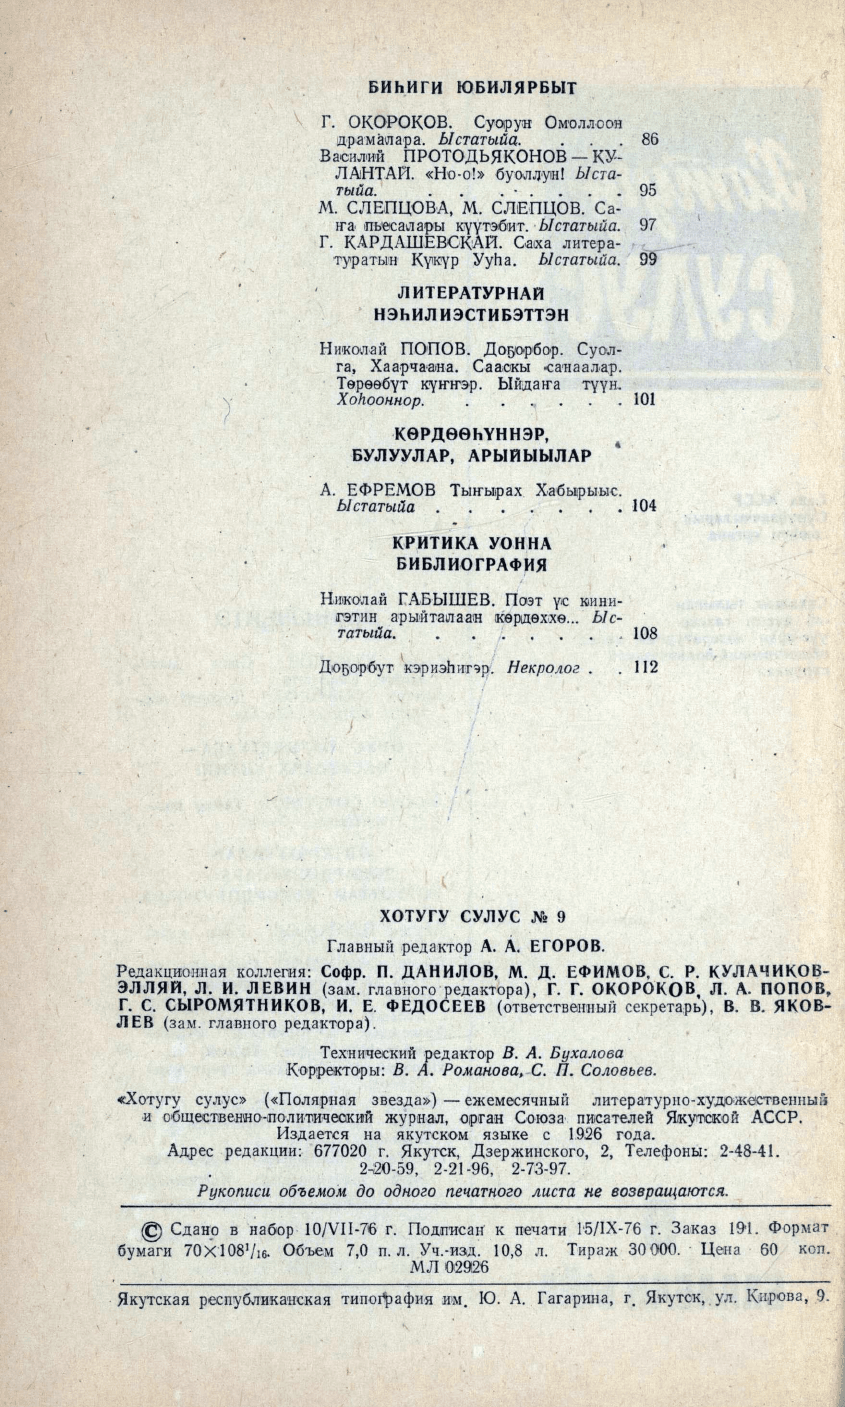 БИҺИГИ ЮБИЛЯРБЫТ
Г. ОКОРОКОВ. Суорун Омоллоон
драмалара. Ыстатыйа. . . . 86
Василий ПРОТОДЬЯКОНОВ — КУ-
ЛАНТАЙ. «Но-о!» буоллун! Ыста-
тыйа. . . . . . . . 95
М. СЛЕПЦОВА, М. СЛЕПЦОВ. Са-
ҥа пьесалары күүтэбит. Ыстатыйа. 97
Г. КАРДАШЕВСКАЙ. Саха литера-
туратын Күкүр Ууһа. Ыстатыйа. 99
ЛИТЕРАТУРНАЙ
НЭҺИЛИЭСТИБЭТТЭН
Николай ПОПОВ. Доҕорбор. Суол-
га, Хаарчаана. Сааскы санаалар.
Төрөөбүт күҥҥэр. Ыйдаҥа түүн.
Хоһооннор. . . . . . . 101
КӨРДӨӨҺҮННЭР,
БУЛУУЛАР, АРЫЙЫЫЛАР
А. ЕФРЕМОВ Тыҥырах Хабырыыс.
Ыстатыйа . . . . . . . 104
КРИТИКА УОННА
БИБЛИОГРАФИЯ
Николай ГАБЫШЕВ. Поэт үс кини-
гэтин арыйталаан көрдөххө... Ыс-
татыйа. . . . . . . 108
Доҕорбут кэриэһигэр. Некролог . . 112
ХОТУГУ СУЛУС № 9
Главный редактор А. А. ЕГОРОВ.
Редакционная коллегия: Софр. П. ДАНИЛОВ, М. Д. ЕФИМОВ, С. Р. КУЛАЧИКОВ-
ЭЛЛЯЙ, Л. И. ЛЕВИН (зам. главного редактора), Г. Г. ОКОРОКОВ, Л. А. ПОПОВ,
Г. С. СЫРОМЯТНИКОВ, И. Е. ФЕДОСЕЕВ (ответственный секретарь), В. В. ЯКОВ-
ЛЕВ (зам. главного редактора).
Технический редактор В. А. Бухалова
Корректоры: В. А. Романова, С. П. Соловьев.
«Хотугу сулус» («Полярная звезда») — ежемесячный литературно-художественный
и общественно-политический журнал, орган Союза писателей Якутской АССР.
Издается на якутском языке с 1926 года.
Адрес редакции: 677020 г. Якутск, Дзержинского, 2, Телефоны: 2-48-41.
2-20-59, 2-21-96, 2-73-97.
Рукописи объемом до одного печатного листа не возвращаются.
© Сдано в набор 10/VII-76 г. Подписан к печати 15/IX-76 г. Заказ 191. Формат
бумаги 70Х108¹/₁₆. Объем 7,0 п. л. Уч.-изд. 10,8 л. Тираж 30 000. Цена 60 коп.
МЛ 02926
Якутская республиканская типография им. Ю. А. Гагарина, г. Якутск, ул. Кирова, 9.